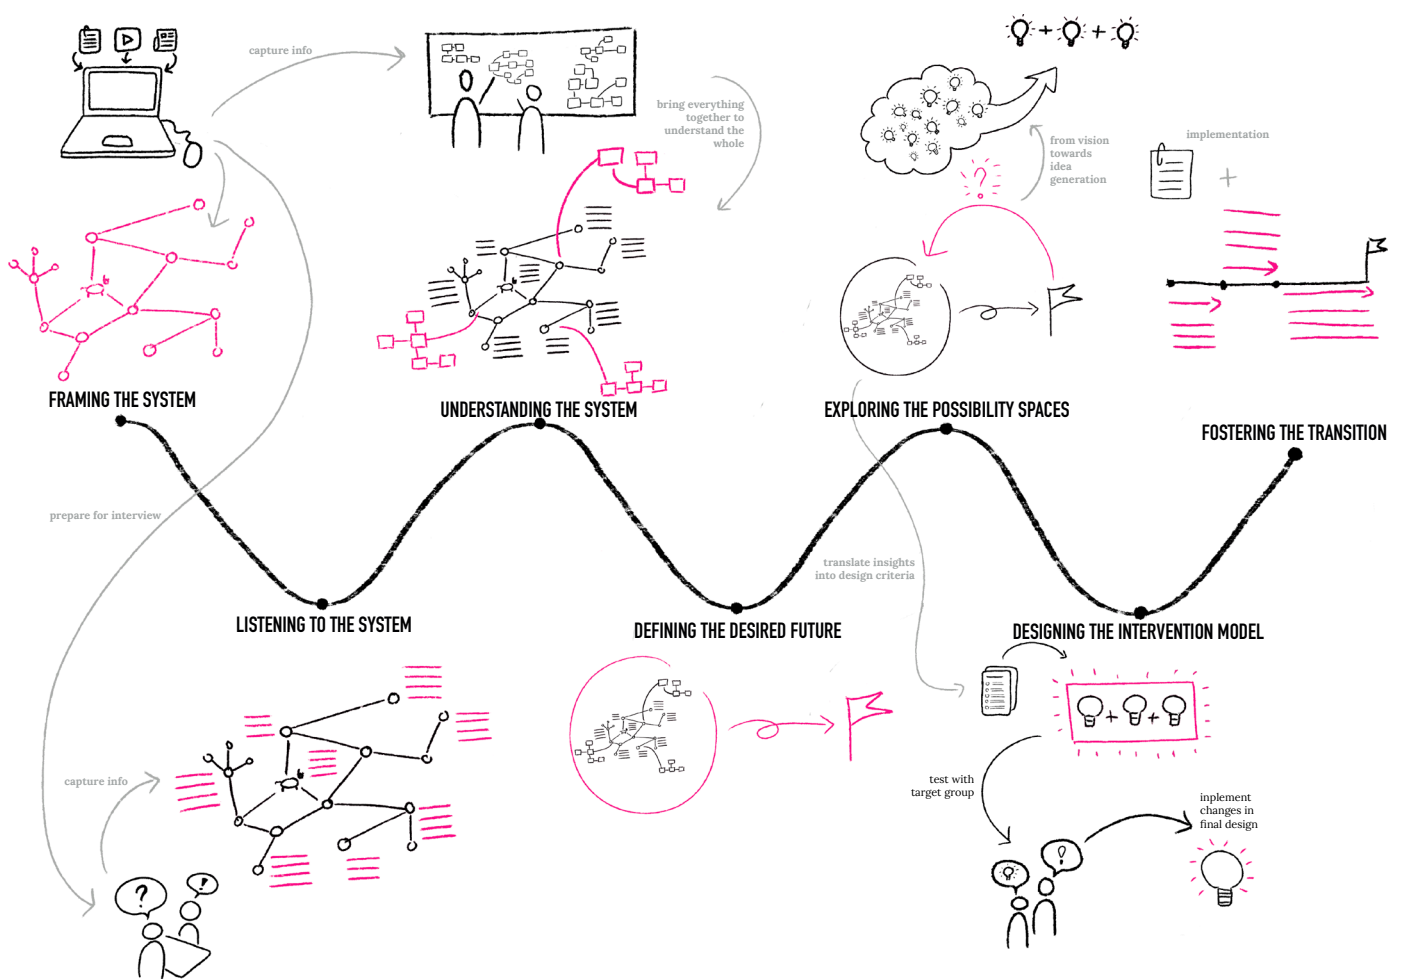 capture info
bring everything
together to
understand the
whole
from vision
towards
idea
generation
implementation
FRAMING THE SYSTEM
UNDERSTANDING THE SYSTEM
EXPLORING THE POSSIBILITY SPACES
FOSTERING THE TRANSITION
prepare for interview
translate insights
into design criteria
LISTENING TO THE SYSTEM
DEFINING THE DESIRED FUTURE
DESIGNING THE INTERVENTION MODEL
capture info
test with
target group
inplement
changes in
final design